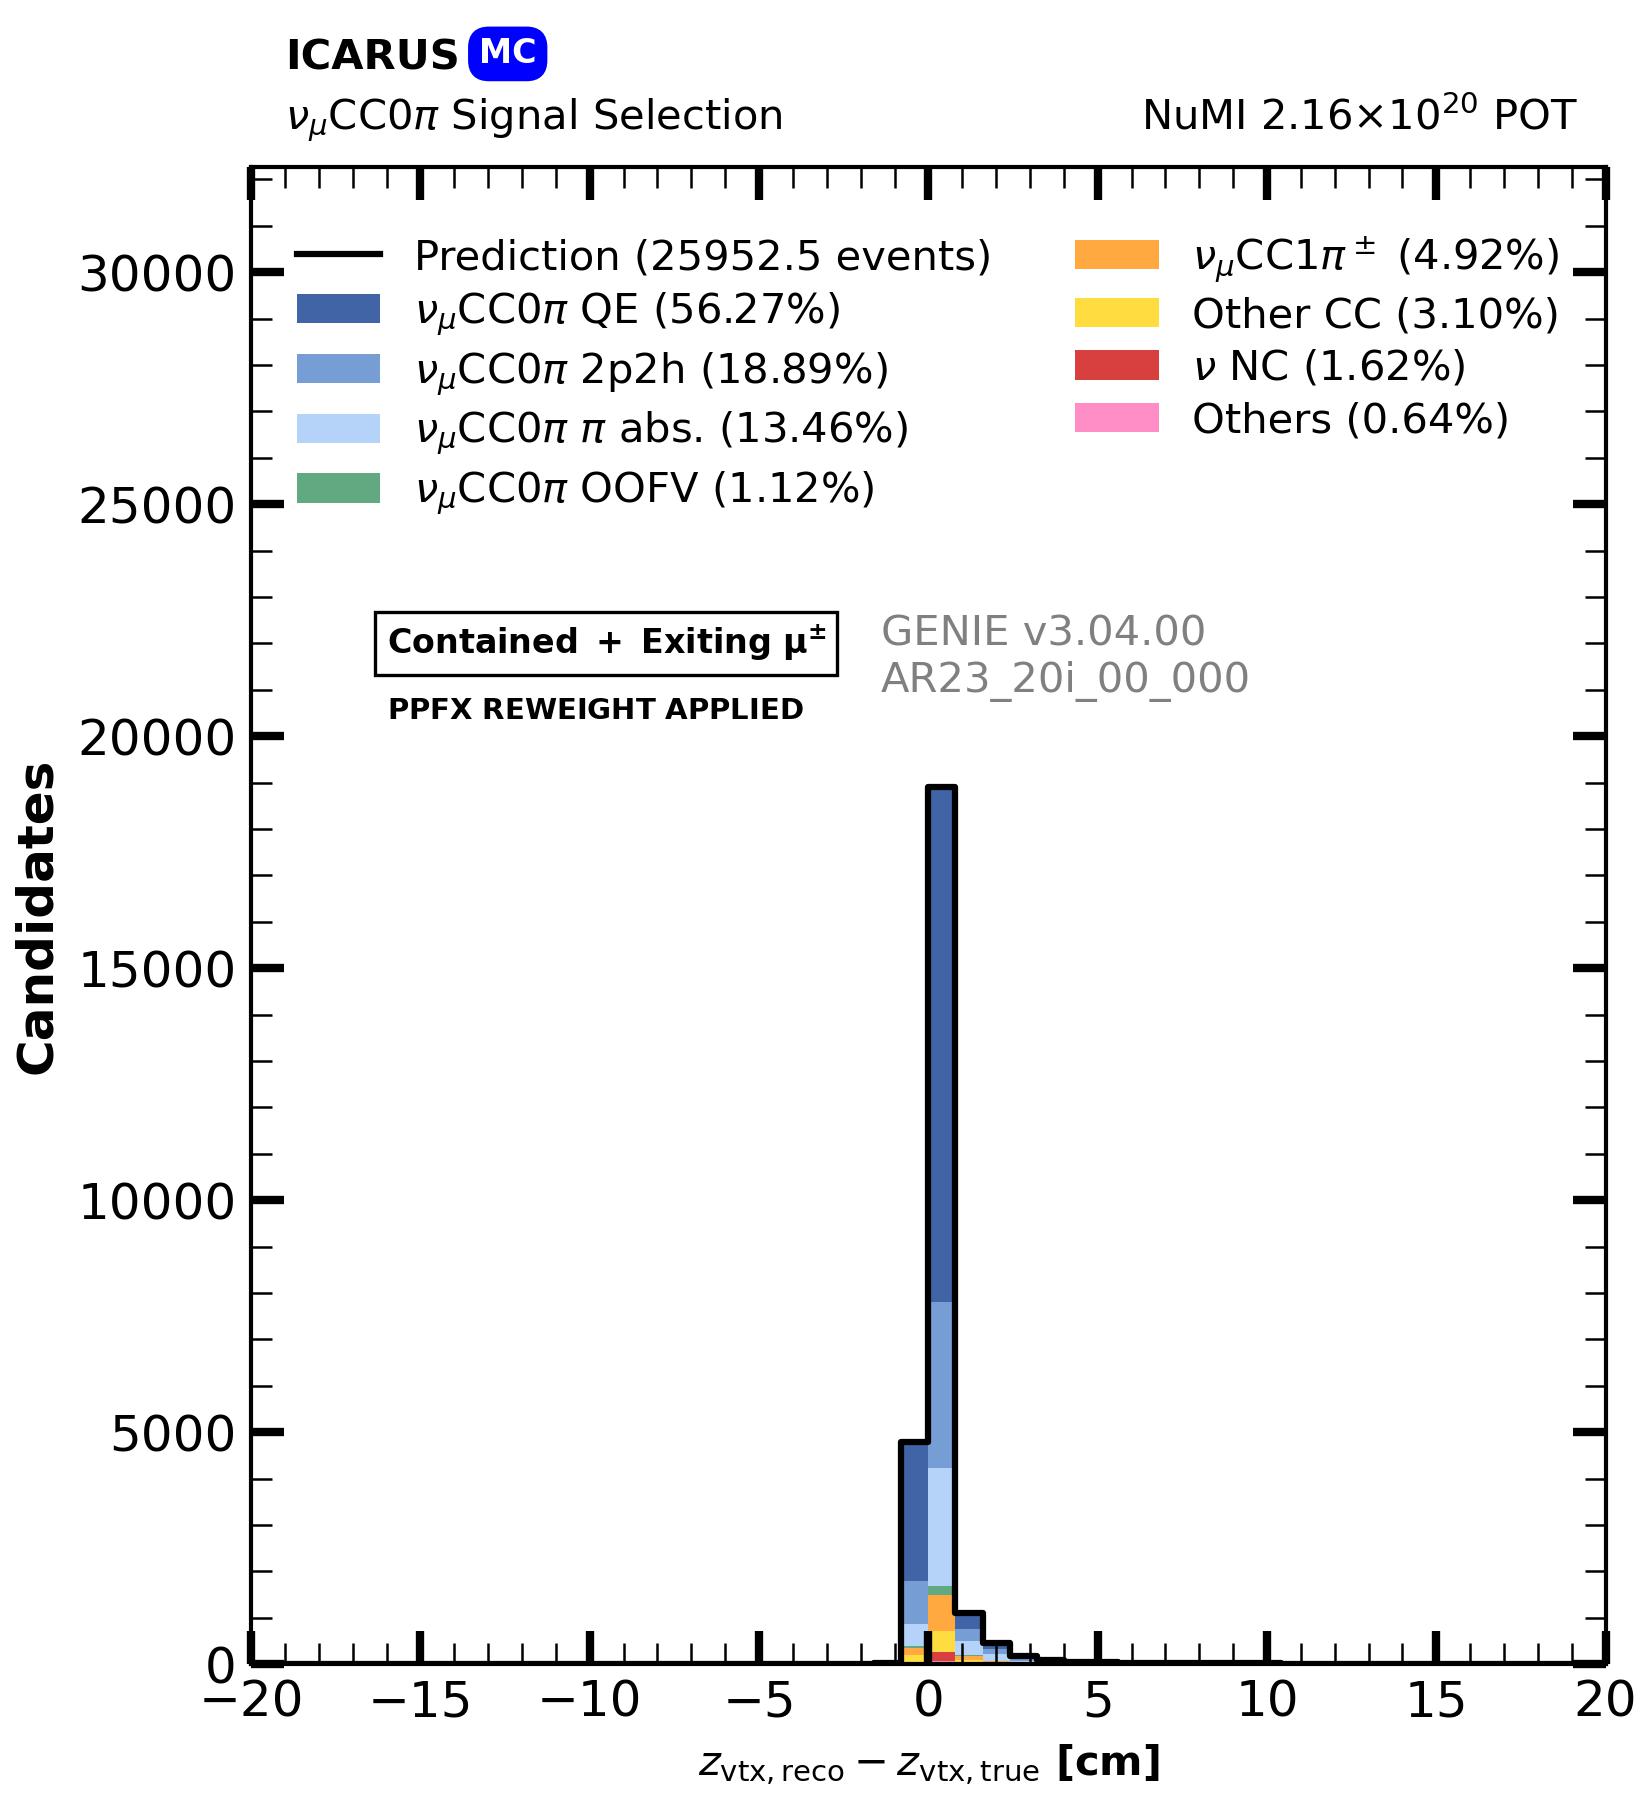 ICARUS MC
νμCC0π Signal Selection
NuMI 2.16×10²⁰ POT
Prediction (25952.5 events)
νμCC0π QE (56.27%)
νμCC0π 2p2h (18.89%)
νμCC0π π abs. (13.46%)
νμCC0π OOFV (1.12%)
νμCC1π± (4.92%)
Other CC (3.10%)
ν NC (1.62%)
Others (0.64%)
Contained + Exiting μ±
PPFX REWEIGHT APPLIED
GENIE v3.04.00
AR23_20i_00_000
Candidates
30000
25000
20000
15000
10000
5000
0
−20 −15 −10 −5 0 5 10 15 20
z vtx, reco − z vtx, true [cm]